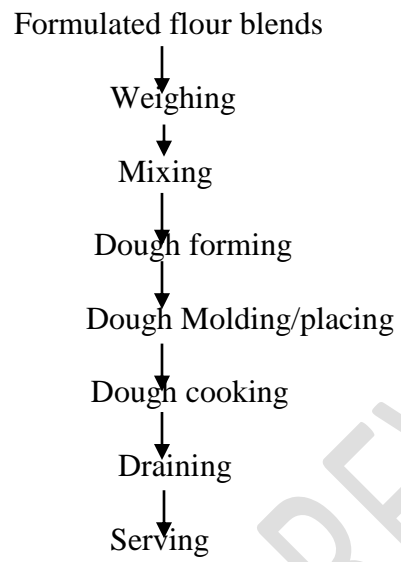 Formulated flour blends
Weighing
Mixing
Dough forming
Dough Molding/placing
Dough cooking
Draining
Serving